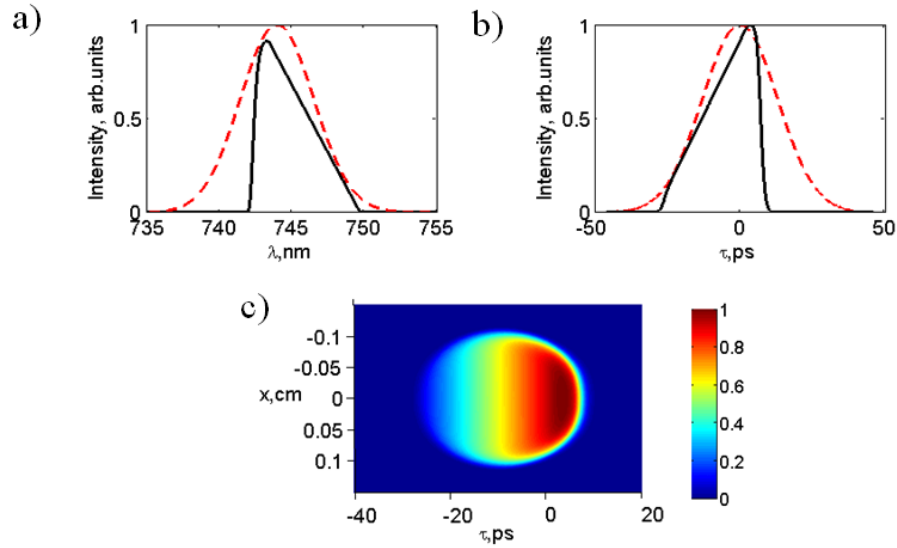 a)
Intensity, arb.units
1
0.5
0
735 740 745 750 755
λ,nm
b)
Intensity, arb.units
1
0.5
0
-50 0 50
τ,ps
c)
x,cm
-0.1
-0.05
0
0.05
0.1
-40 -20 0 20
τ,ps
1
0.8
0.6
0.4
0.2
0